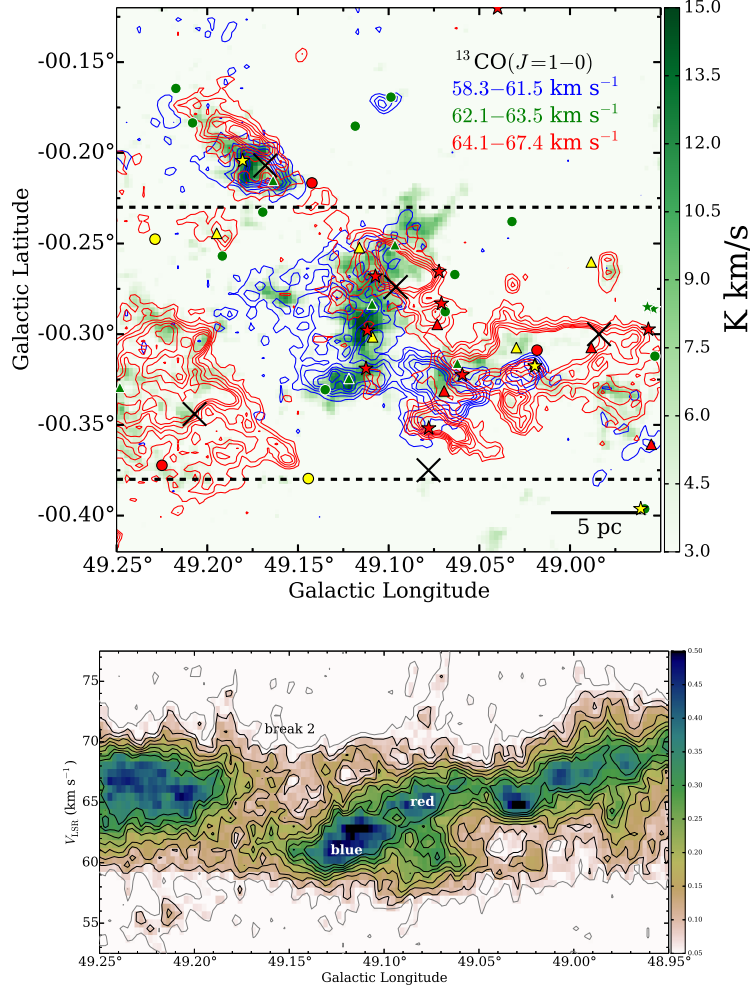 -00.15°
-00.20°
-00.25°
-00.30°
-00.35°
-00.40°
Galactic Latitude
¹³CO(J=1−0)
58.3−61.5 km s⁻¹
62.1−63.5 km s⁻¹
64.1−67.4 km s⁻¹
5 pc
49.25° 49.20° 49.15° 49.10° 49.05° 49.00°
Galactic Longitude
15.0
13.5
12.0
10.5
9.0
7.5
6.0
4.5
3.0
K km/s
75
70
65
60
55
V_LSR (km s⁻¹)
break 2
red
blue
49.25° 49.20° 49.15° 49.10° 49.05° 49.00° 48.95°
Galactic Longitude
0.50
0.45
0.40
0.35
0.30
0.25
0.20
0.15
0.10
0.05